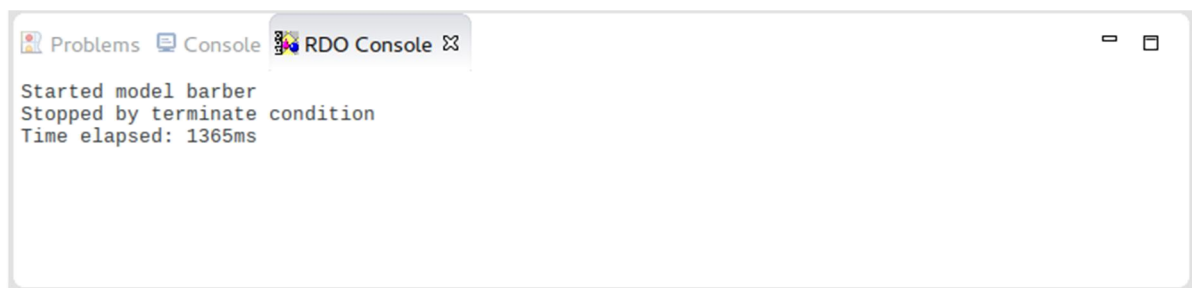 Problems Console RDO Console
Started model barber
Stopped by terminate condition
Time elapsed: 1365ms